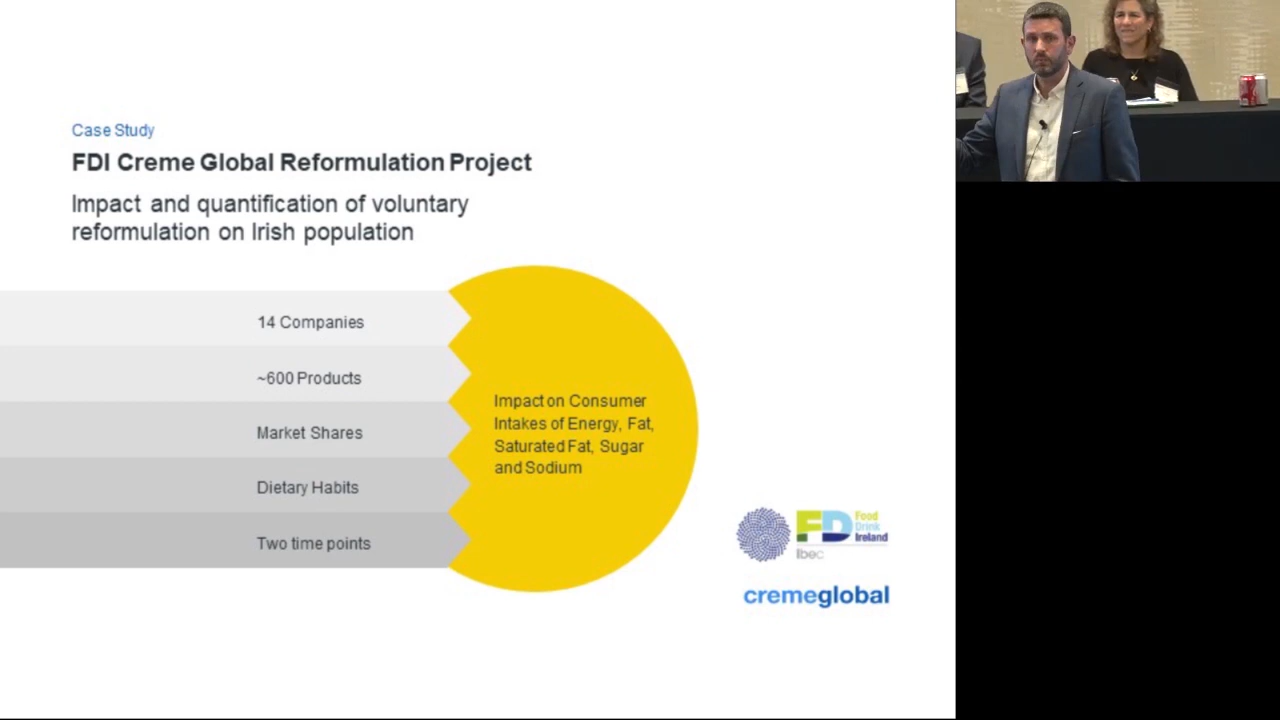 Case Study
FDI Creme Global Reformulation Project
Impact and quantification of voluntary
reformulation on Irish population
14 Companies
~600 Products
Market Shares
Dietary Habits
Two time points
Impact on Consumer
Intakes of Energy, Fat,
Saturated Fat, Sugar
and Sodium
FD
Food
Drink
Ireland
Ibec
cremeglobal